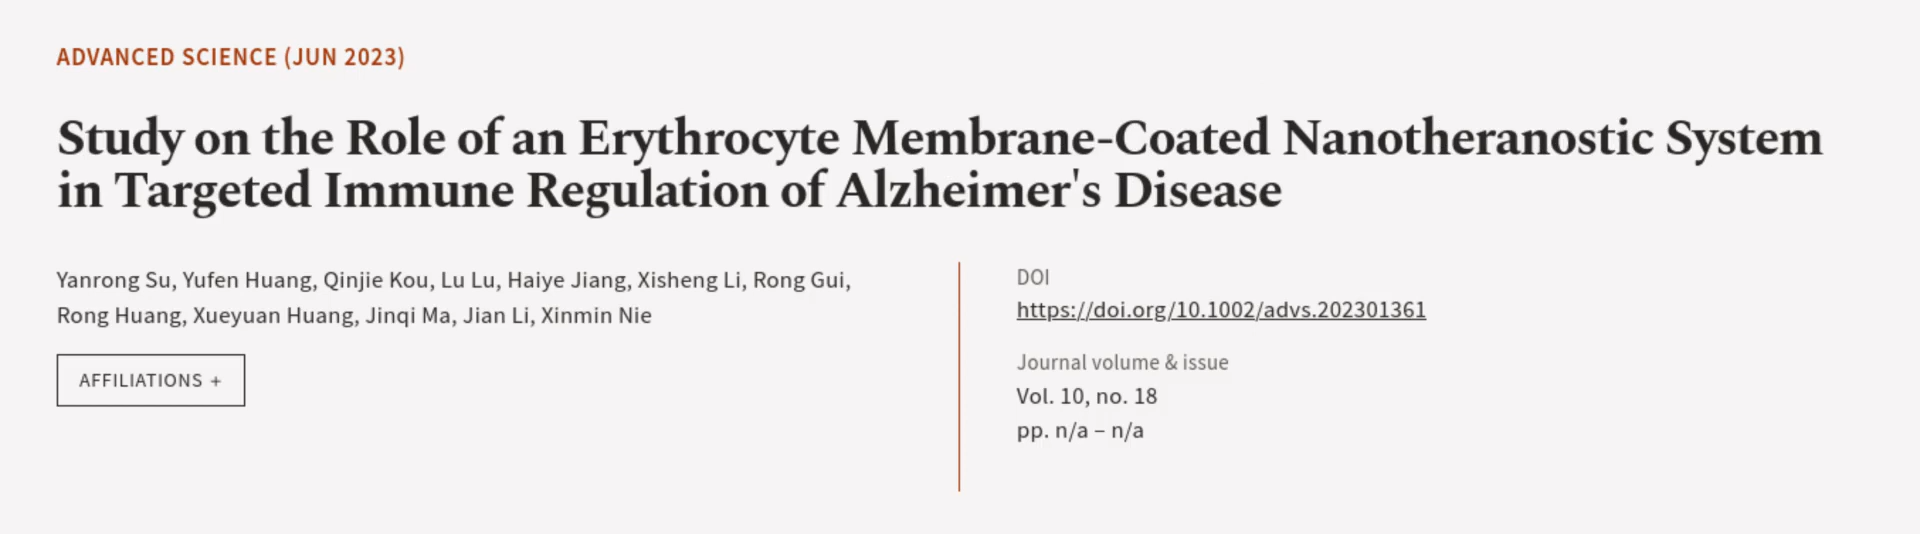 ADVANCED SCIENCE (JUN 2023)
Study on the Role of an Erythrocyte Membrane-Coated Nanotheranostic System
in Targeted Immune Regulation of Alzheimer's Disease
Yanrong Su, Yufen Huang, Qinjie Kou, Lu Lu, Haiye Jiang, Xisheng Li, Rong Gui,
Rong Huang, Xueyuan Huang, Jinqi Ma, Jian Li, Xinmin Nie
AFFILIATIONS +
DOI
https://doi.org/10.1002/advs.202301361
Journal volume & issue
Vol. 10, no. 18
pp. n/a – n/a